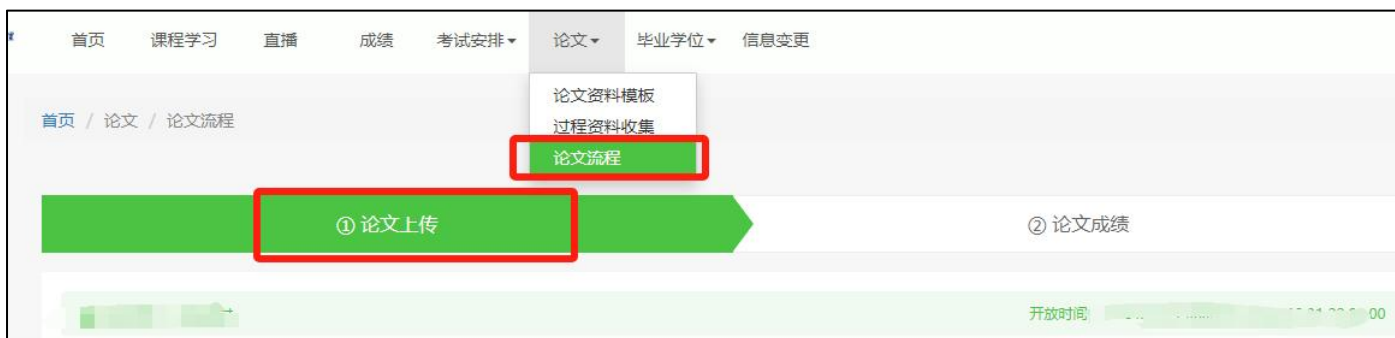 首页 课程学习 直播 成绩 考试安排 论文 毕业学位 信息变更
论文资料模板
首页 / 论文 / 论文流程
过程资料收集
论文流程
① 论文上传 ② 论文成绩
开放时间